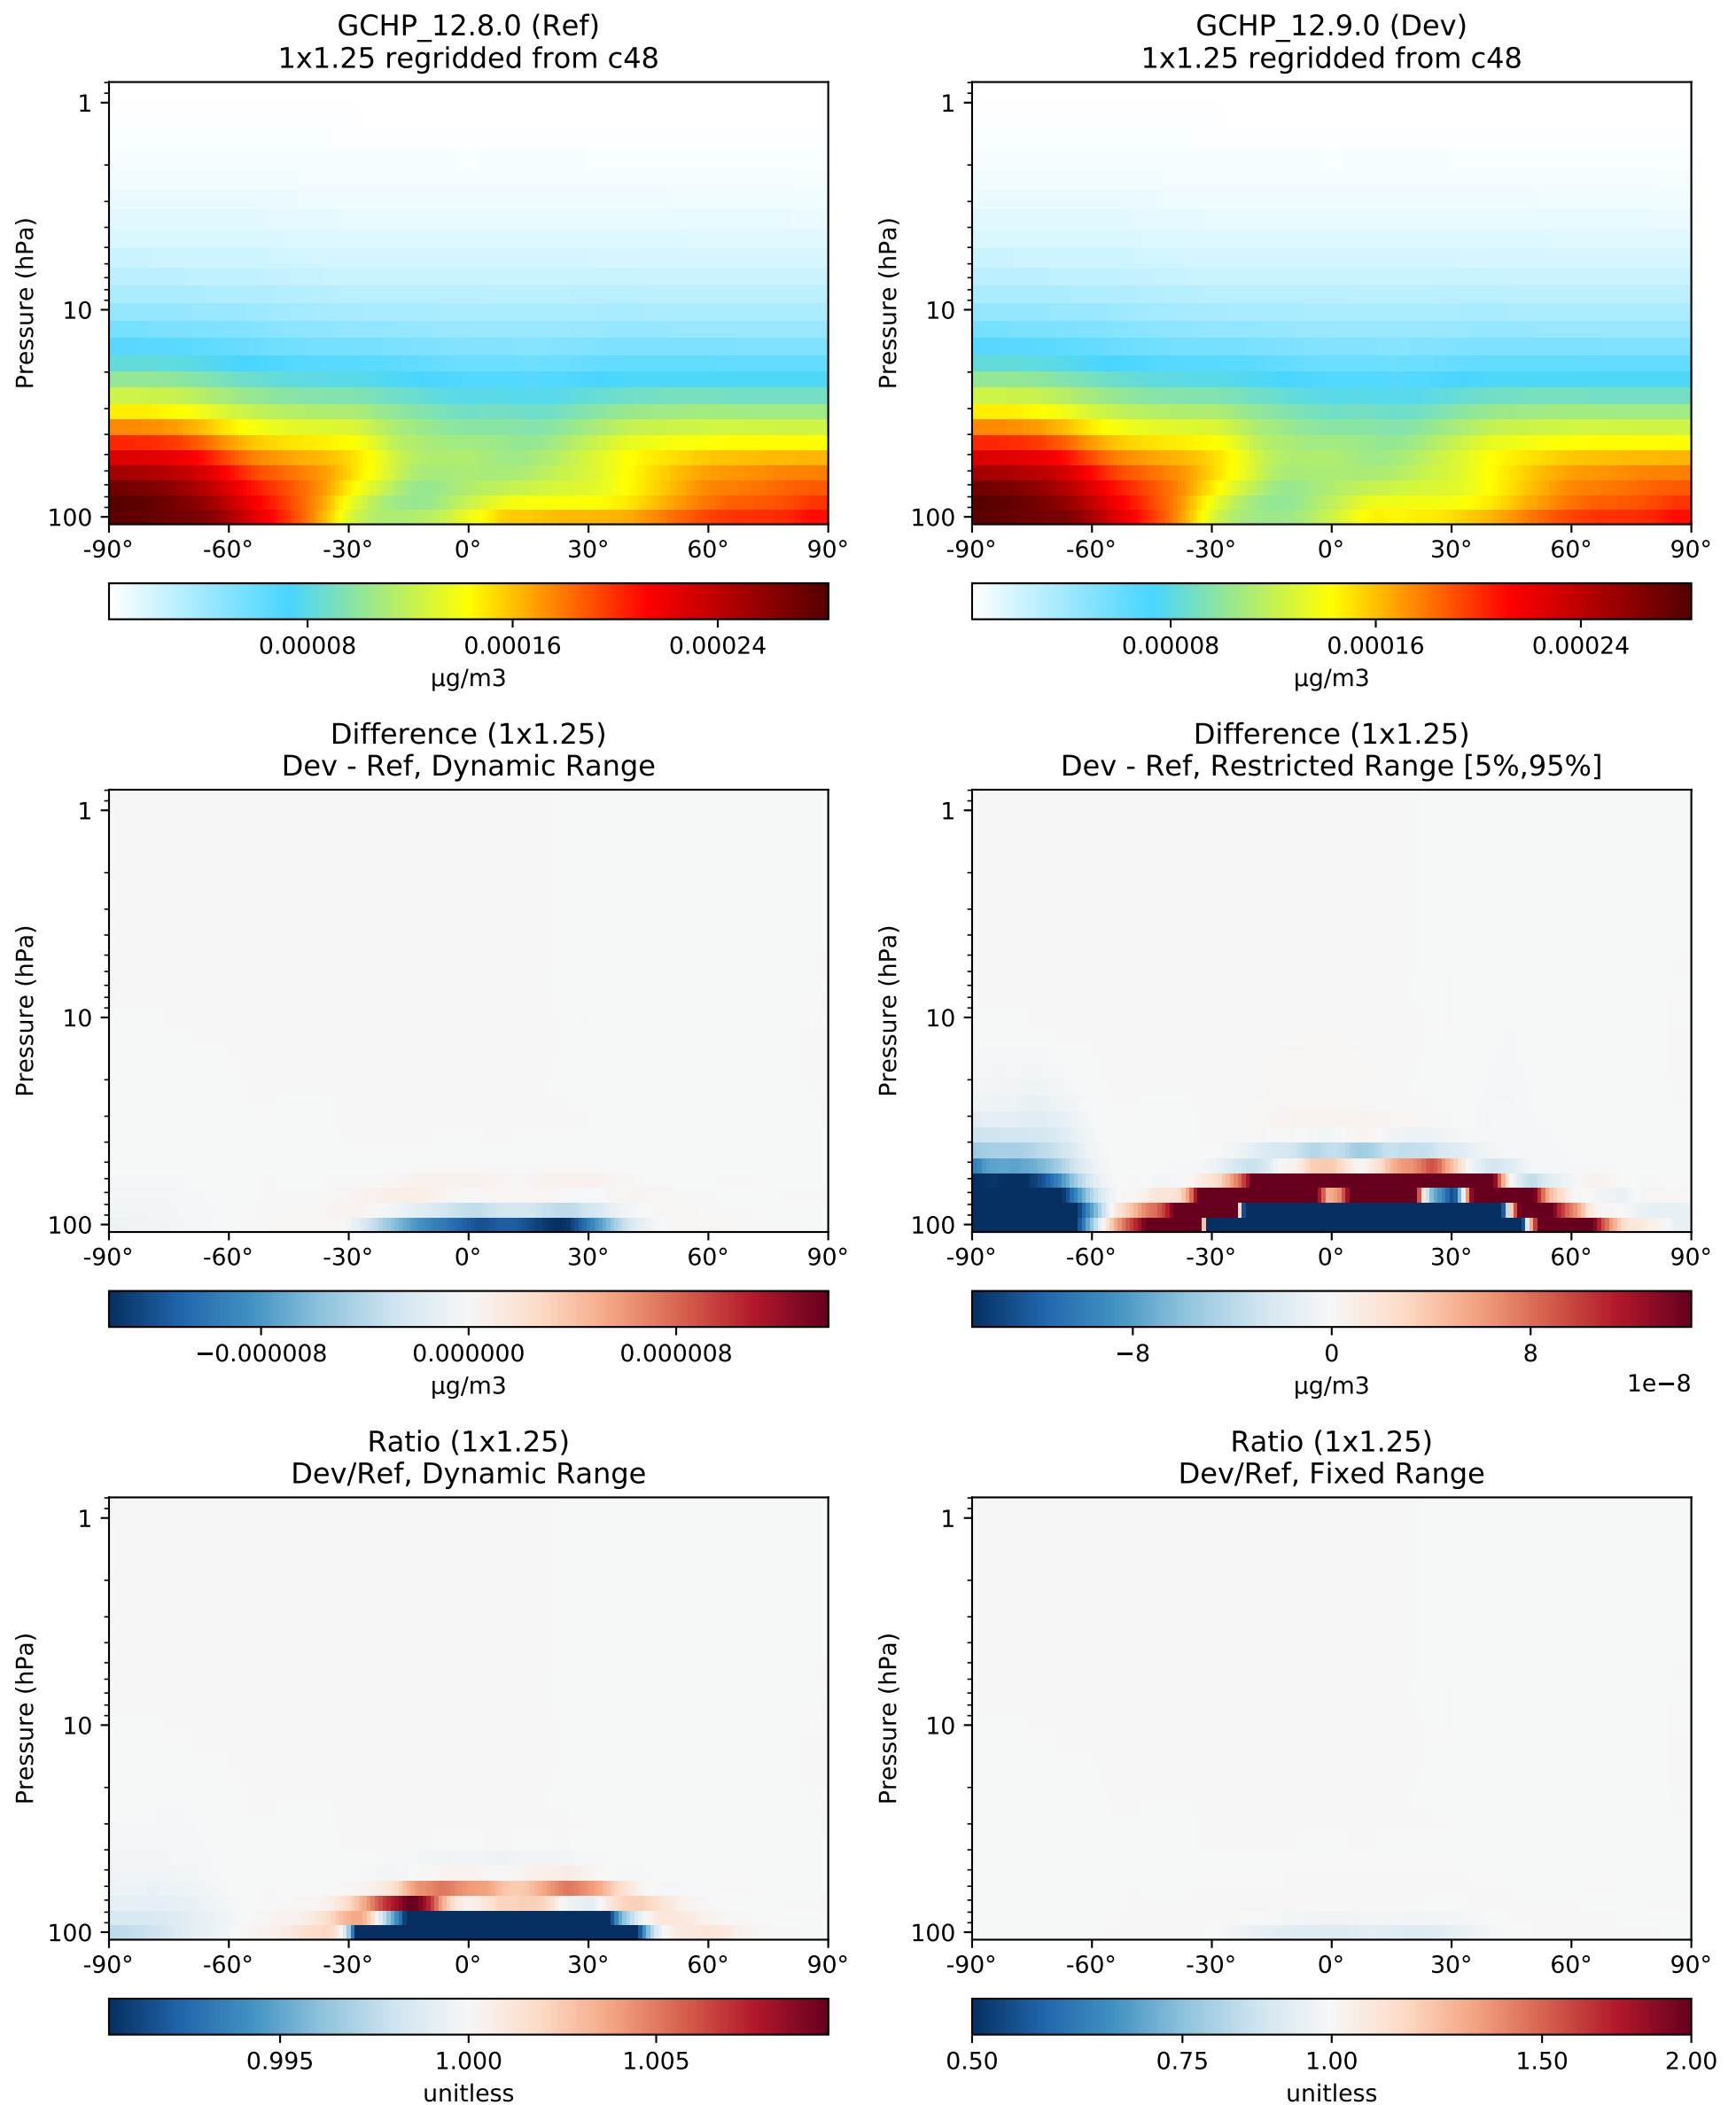 GCHP_12.8.0 (Ref)
1x1.25 regridded from c48
GCHP_12.9.0 (Dev)
1x1.25 regridded from c48
Pressure (hPa)
1
10
100
-90° -60° -30° 0° 30° 60° 90°
0.00008 0.00016 0.00024
µg/m3
Pressure (hPa)
1
10
100
-90° -60° -30° 0° 30° 60° 90°
0.00008 0.00016 0.00024
µg/m3
Difference (1x1.25)
Dev - Ref, Dynamic Range
Difference (1x1.25)
Dev - Ref, Restricted Range [5%,95%]
Pressure (hPa)
1
10
100
-90° -60° -30° 0° 30° 60° 90°
−0.000008 0.000000 0.000008
µg/m3
Pressure (hPa)
1
10
100
-90° -60° -30° 0° 30° 60° 90°
−8 0 8
µg/m3
1e−8
Ratio (1x1.25)
Dev/Ref, Dynamic Range
Ratio (1x1.25)
Dev/Ref, Fixed Range
Pressure (hPa)
1
10
100
-90° -60° -30° 0° 30° 60° 90°
0.995 1.000 1.005
unitless
Pressure (hPa)
1
10
100
-90° -60° -30° 0° 30° 60° 90°
0.50 0.75 1.00 1.50 2.00
unitless